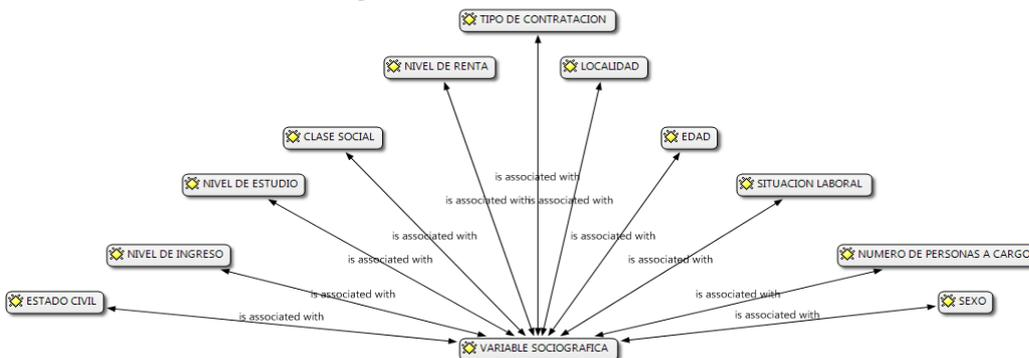 TIPO DE CONTRATACION
NIVEL DE RENTA
LOCALIDAD
CLASE SOCIAL
EDAD
NIVEL DE ESTUDIO
SITUACION LABORAL
is associated with
is associated with
is associated with
is associated with
is associated with
NIVEL DE INGRESO
is associated with
is associated with
NUMERO DE PERSONAS A CARGO
is associated with
is associated with
ESTADO CIVIL
SEXO
is associated with
is associated with
VARIABLE SOCIOGRAFICA